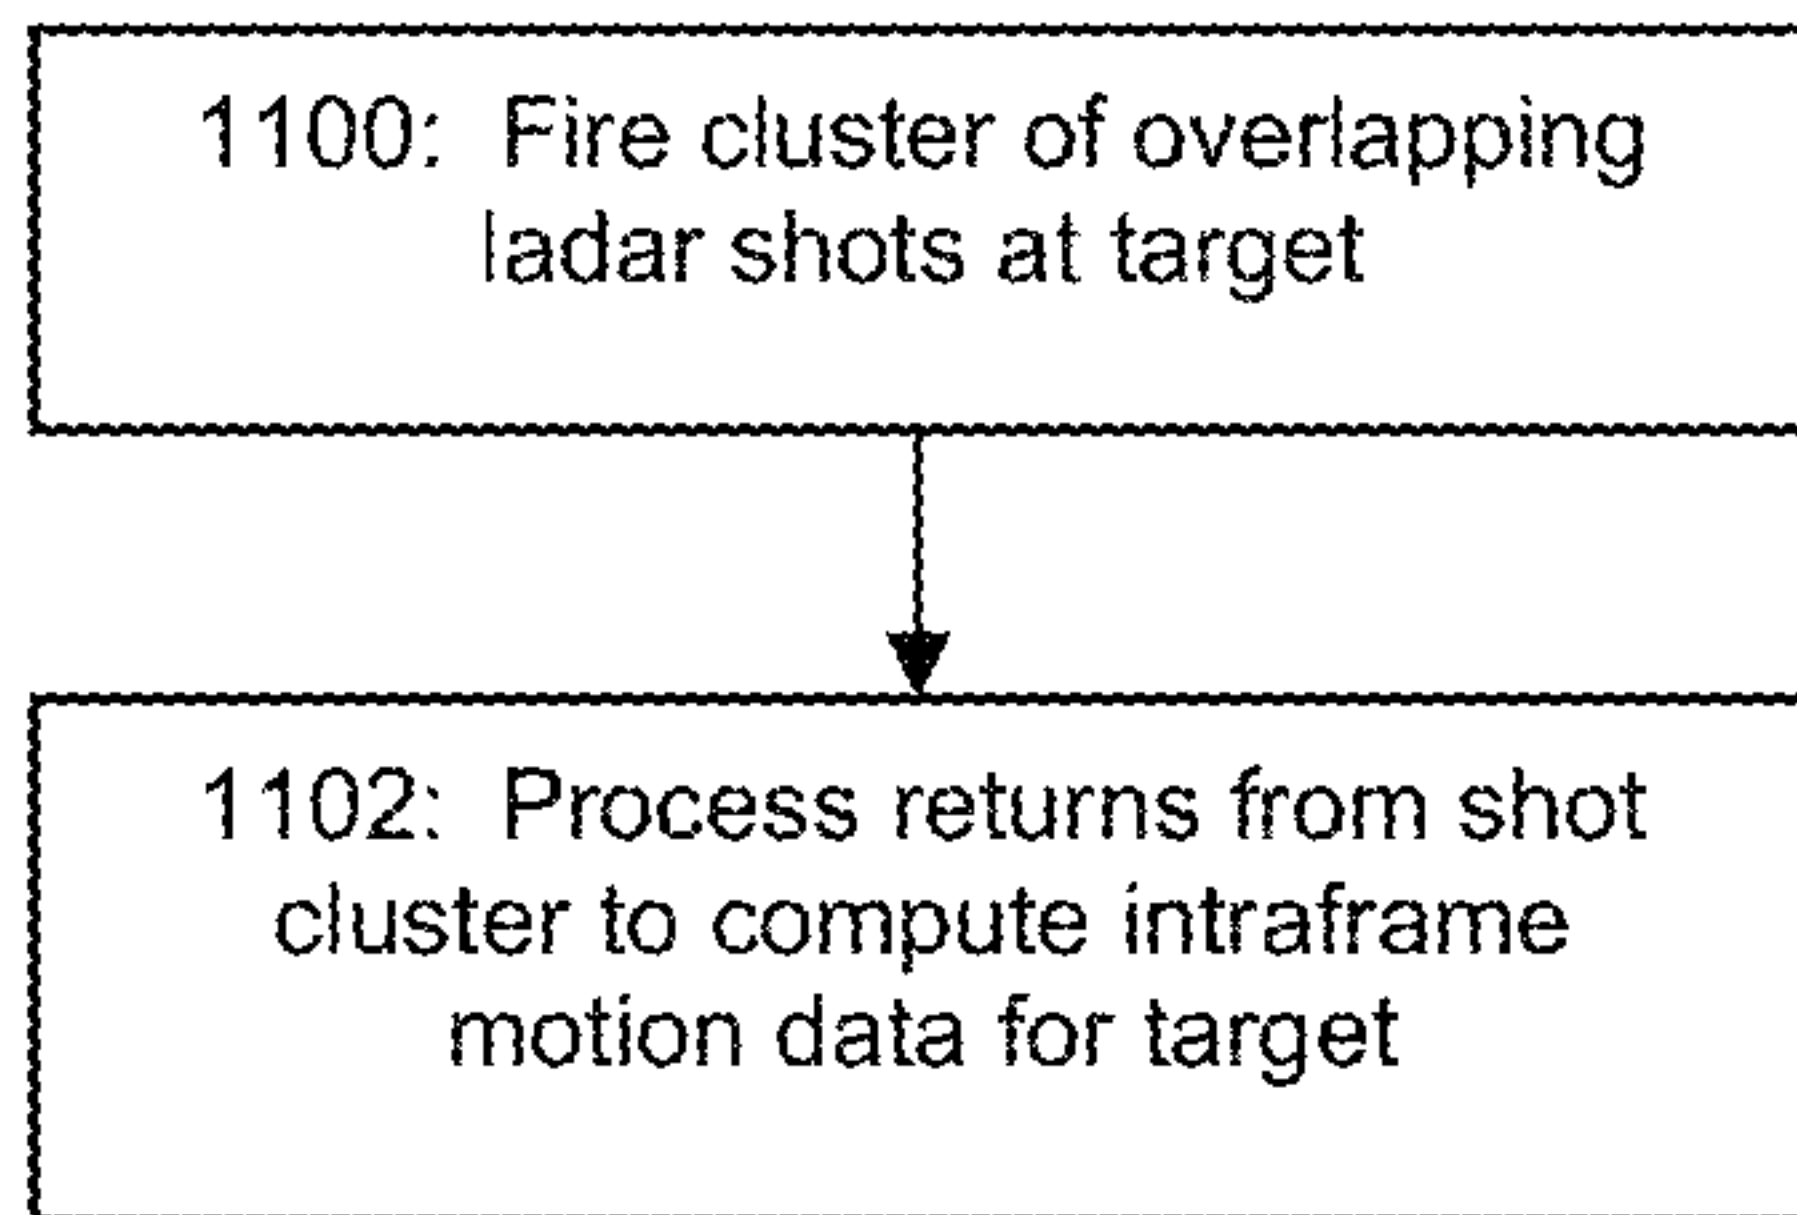 1100: Fire cluster of overlapping
ladar shots at target
1102: Process returns from shot
cluster to compute intraframe
motion data for target